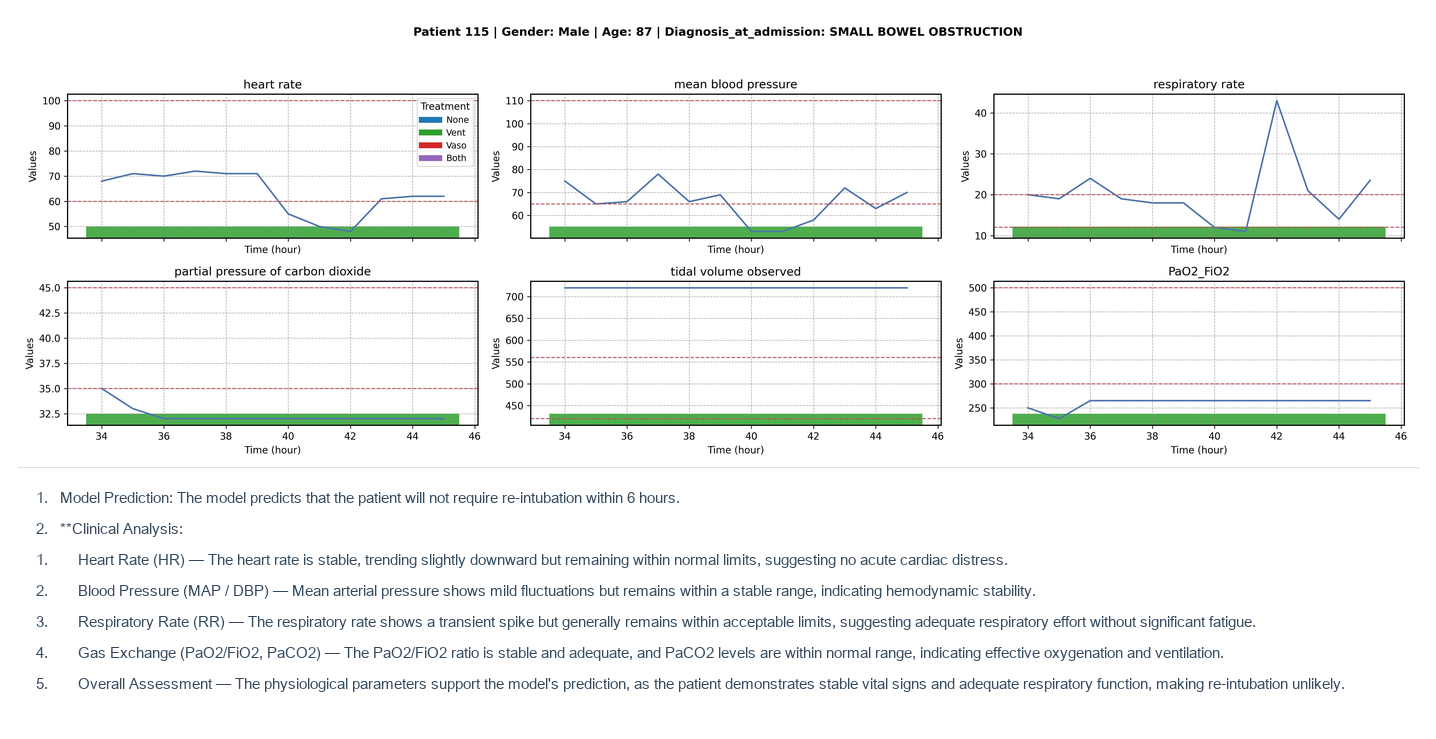 Patient 115 | Gender: Male | Age: 87 | Diagnosis_at_admission: SMALL BOWEL OBSTRUCTION
heart rate
Values
100
90
80
70
60
50
Treatment
None
Vent
Vaso
Both
Time (hour)
mean blood pressure
Values
110
100
90
80
70
60
Time (hour)
respiratory rate
Values
40
30
20
10
Time (hour)
partial pressure of carbon dioxide
Values
45.0
42.5
40.0
37.5
35.0
32.5
34 36 38 40 42 44 46
Time (hour)
tidal volume observed
Values
700
650
600
550
500
450
34 36 38 40 42 44 46
Time (hour)
PaO2_FiO2
Values
500
450
400
350
300
250
34 36 38 40 42 44 46
Time (hour)
1. Model Prediction: The model predicts that the patient will not require re-intubation within 6 hours.
2. **Clinical Analysis:
1. Heart Rate (HR) — The heart rate is stable, trending slightly downward but remaining within normal limits, suggesting no acute cardiac distress.
2. Blood Pressure (MAP / DBP) — Mean arterial pressure shows mild fluctuations but remains within a stable range, indicating hemodynamic stability.
3. Respiratory Rate (RR) — The respiratory rate shows a transient spike but generally remains within acceptable limits, suggesting adequate respiratory effort without significant fatigue.
4. Gas Exchange (PaO2/FiO2, PaCO2) — The PaO2/FiO2 ratio is stable and adequate, and PaCO2 levels are within normal range, indicating effective oxygenation and ventilation.
5. Overall Assessment — The physiological parameters support the model's prediction, as the patient demonstrates stable vital signs and adequate respiratory function, making re-intubation unlikely.